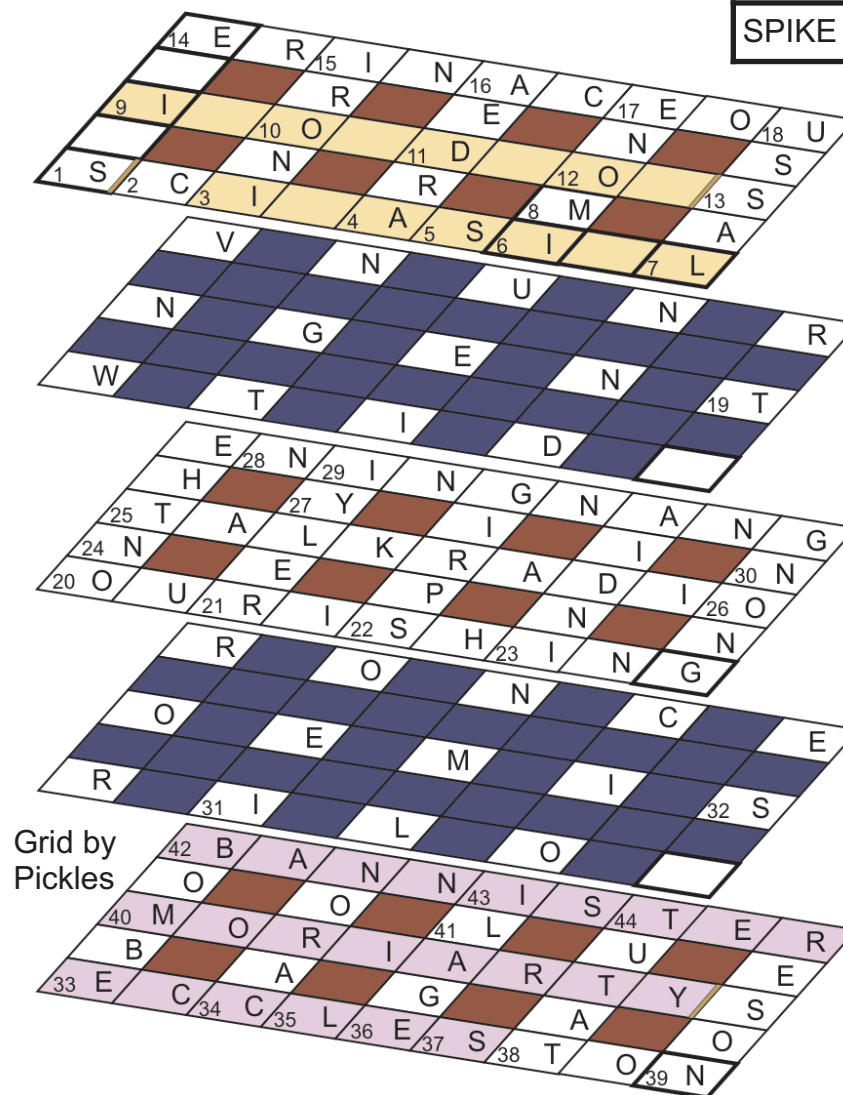 SPIKE
14 E R 15 I N 16 A C 17 E O 18 U
R E N S
9 I 10 O 11 D 12 O 13 S
N R 8 M A
1 S 2 C 3 I 4 A 5 S 6 I 7 L
V N U N R
N G E N 19 T
W T I D
E 28 N 29 I N G N A N G
H 27 Y I I 30 N
25 T A L K R A D I 26 O
24 N E P N N
20 O U 21 R I 22 S H 23 I N G
R O N C E
O E M I 32 S
R 31 I L O
Grid by
Pickles
42 B A N N 43 I S 44 T E R
O O 41 L U E
40 M O R I A R T Y S
B A G A O
33 E C 34 C 35 L 36 E 37 S 38 T O 39 N